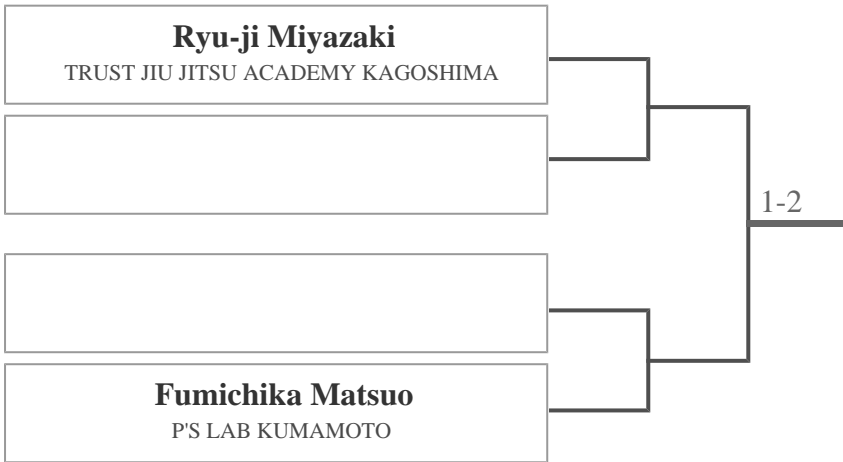 Ryu-ji Miyazaki
TRUST JIU JITSU ACADEMY KAGOSHIMA
1-2
Fumichika Matsuo
P'S LAB KUMAMOTO